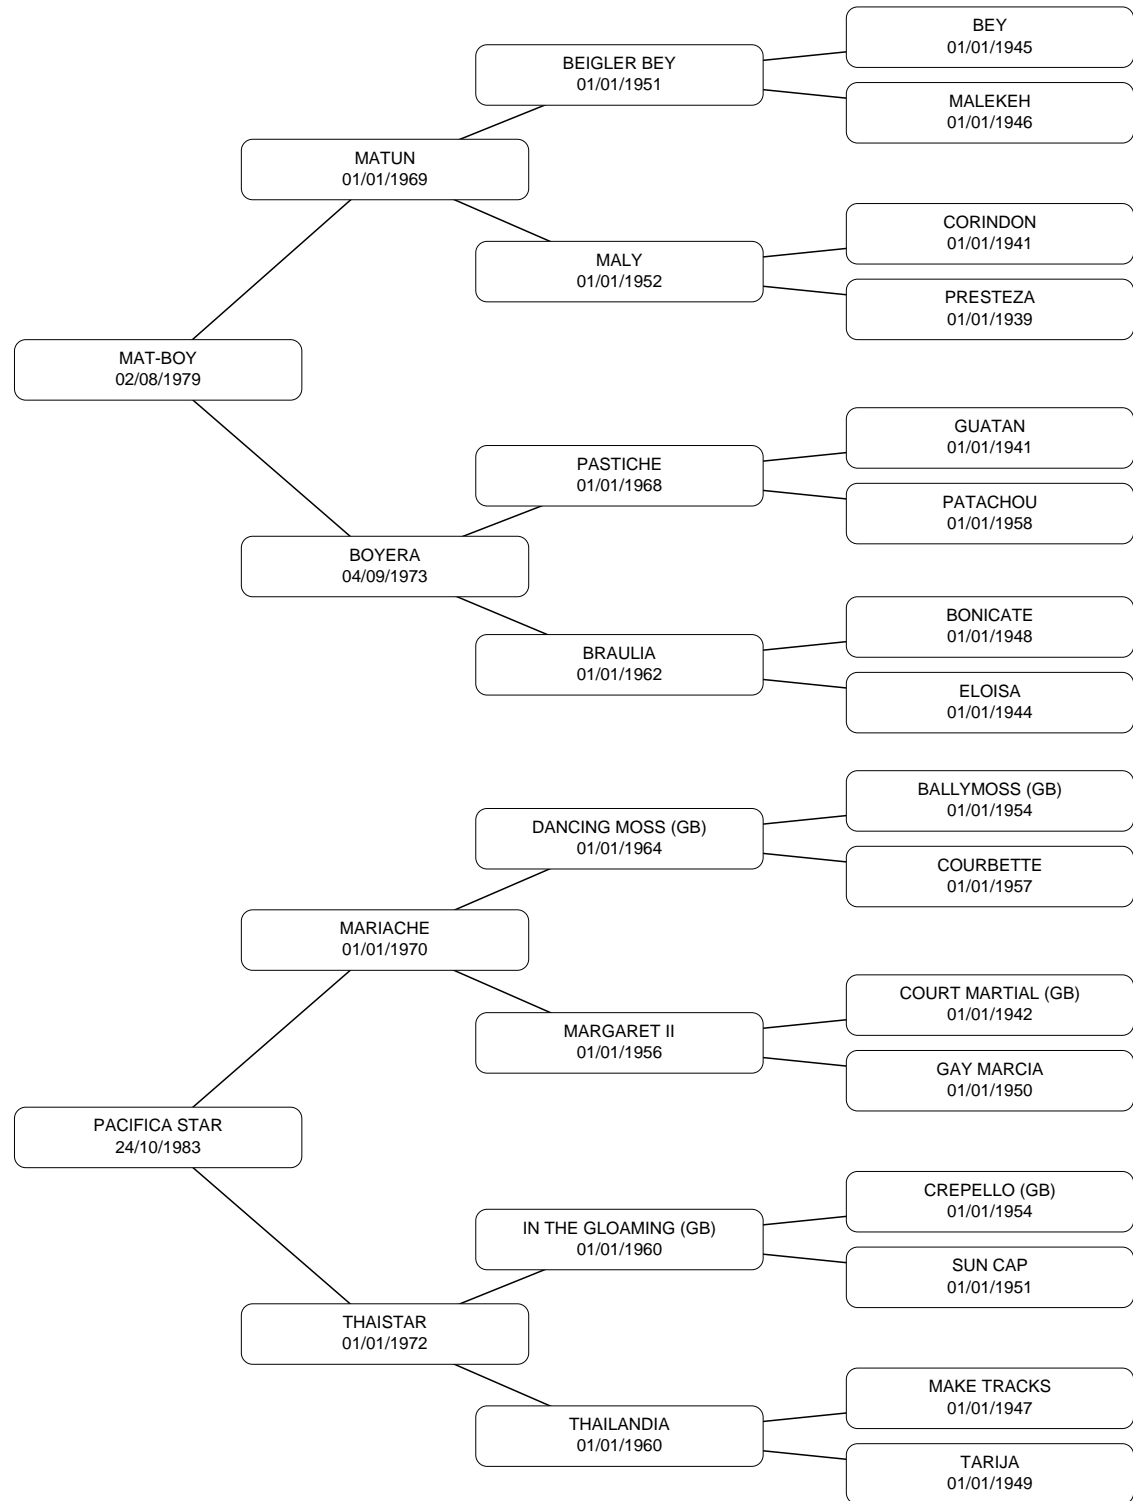 BEY
01/01/1945
BEIGLER BEY
01/01/1951
MALEKEH
01/01/1946
MATUN
01/01/1969
CORINDON
01/01/1941
MALY
01/01/1952
PRESTEZA
01/01/1939
MAT-BOY
02/08/1979
GUATAN
01/01/1941
PASTICHE
01/01/1968
PATACHOU
01/01/1958
BOYERA
04/09/1973
BONICATE
01/01/1948
BRAULIA
01/01/1962
ELOISA
01/01/1944
BALLYMOSS (GB)
01/01/1954
DANCING MOSS (GB)
01/01/1964
COURBETTE
01/01/1957
MARIACHE
01/01/1970
COURT MARTIAL (GB)
01/01/1942
MARGARET II
01/01/1956
GAY MARCIA
01/01/1950
PACIFICA STAR
24/10/1983
CREPELLO (GB)
01/01/1954
IN THE GLOAMING (GB)
01/01/1960
SUN CAP
01/01/1951
THAISTAR
01/01/1972
MAKE TRACKS
01/01/1947
THAILANDIA
01/01/1960
TARIJA
01/01/1949